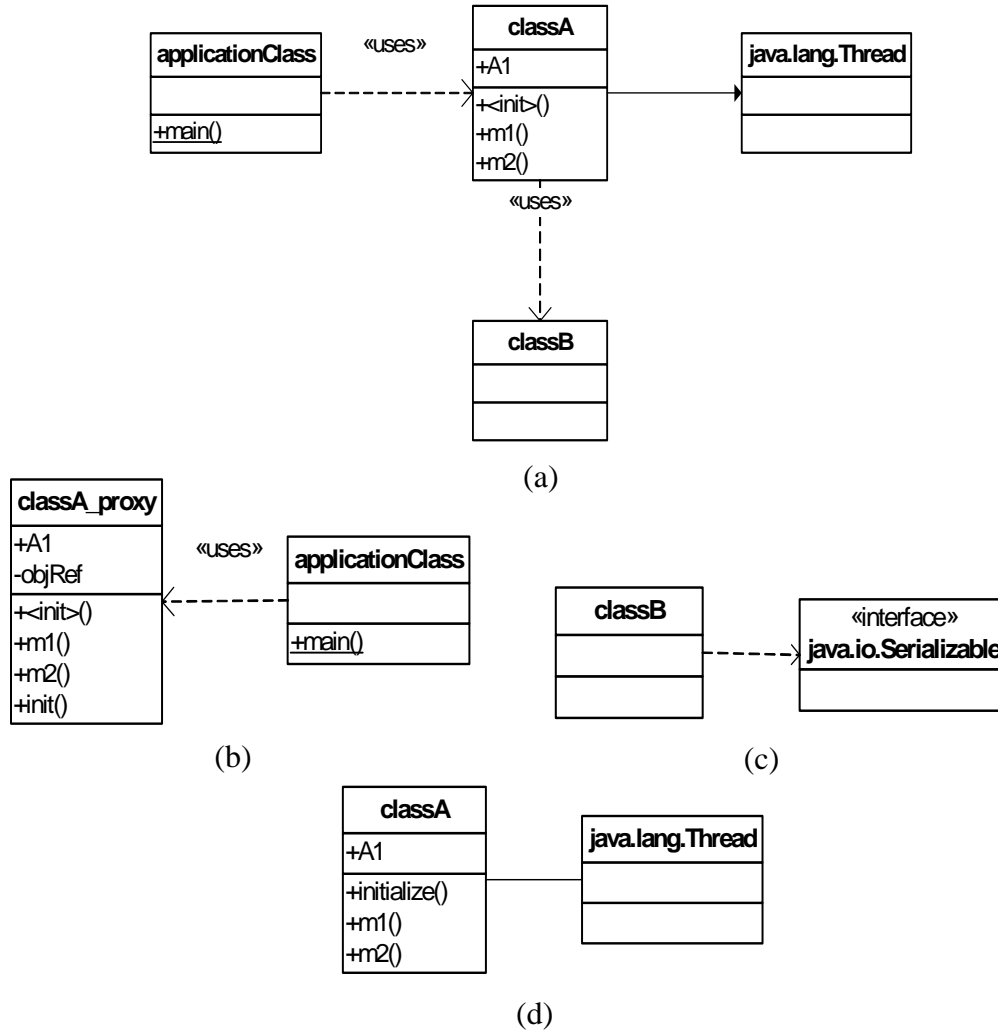 applicationClass
+main()
«uses»
classA
+A1
+<init>()
+m1()
+m2()
java.lang.Thread
«uses»
classB
(a)
classA_proxy
+A1
-objRef
+<init>()
+m1()
+m2()
+init()
«uses»
applicationClass
+main()
(b)
classB
«interface»
java.io.Serializable
(c)
classA
+A1
+initialize()
+m1()
+m2()
java.lang.Thread
(d)